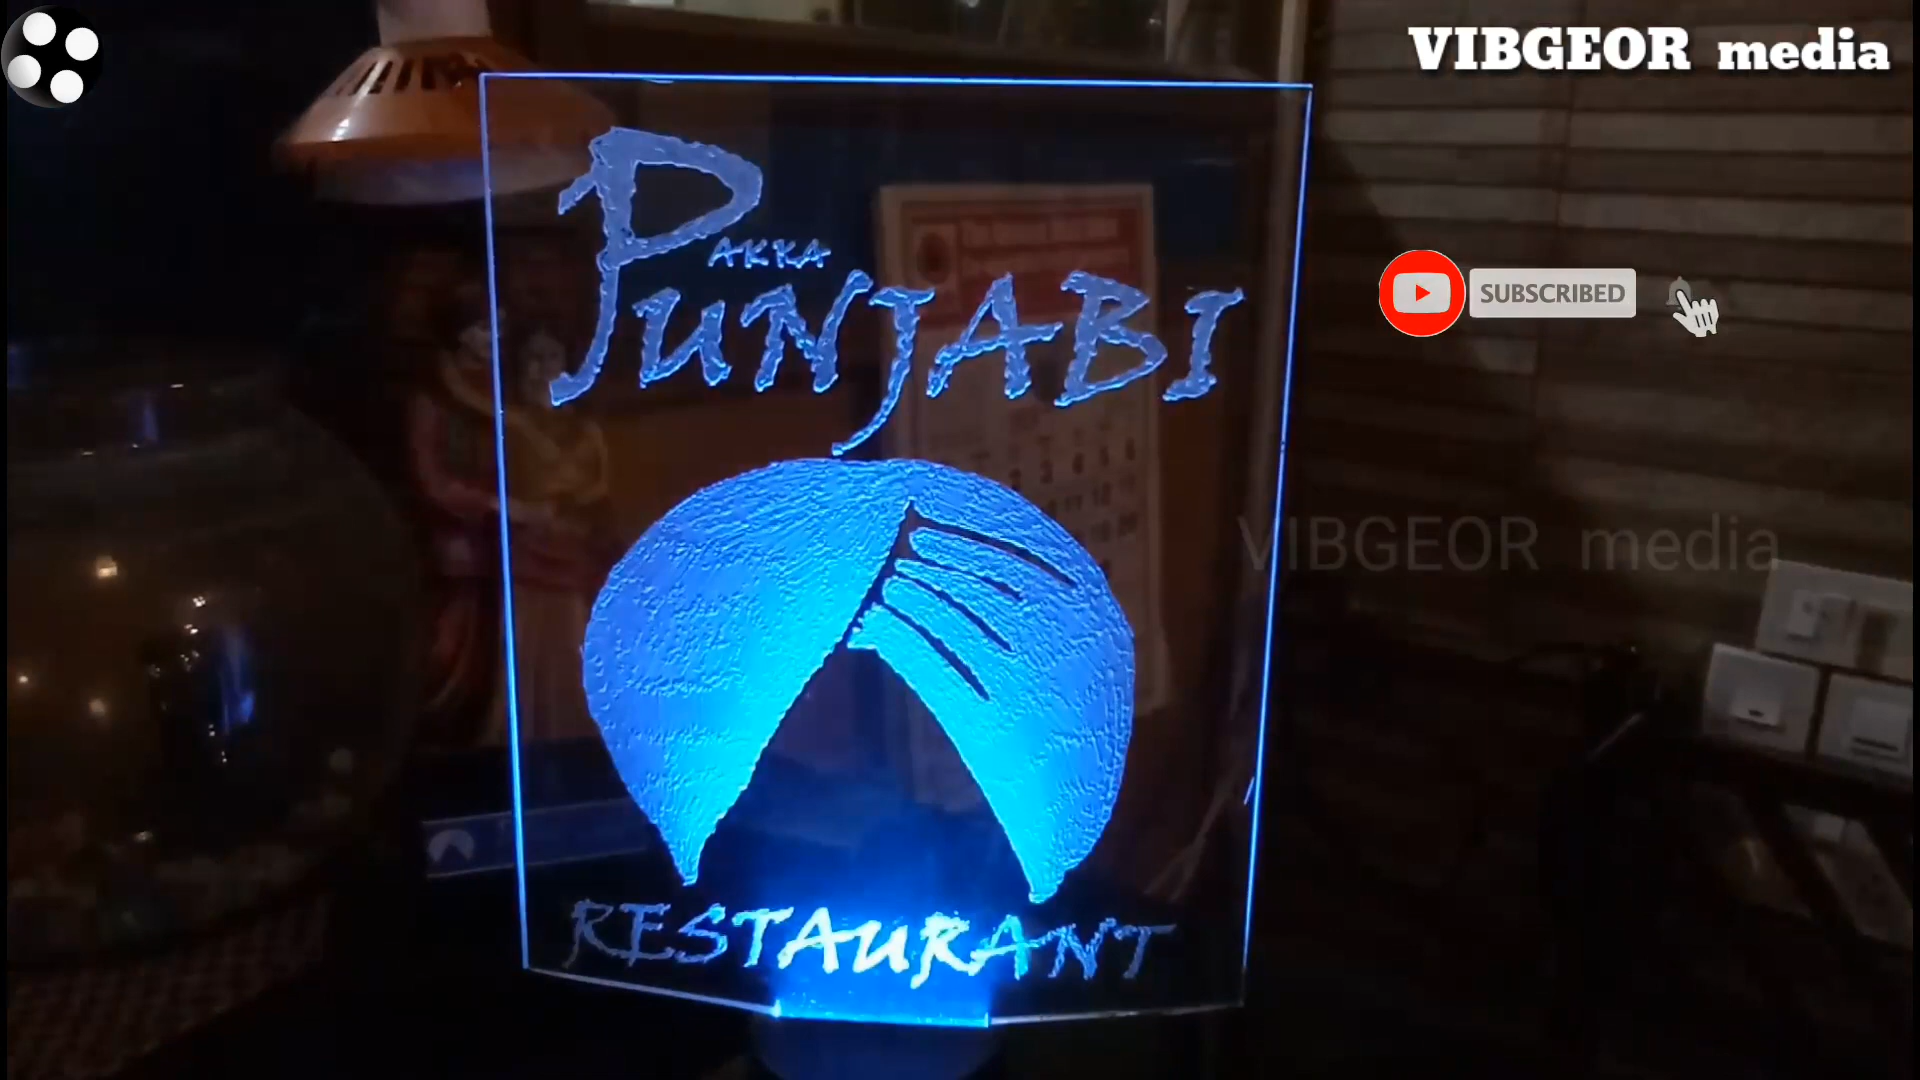 VIBGEOR media
PAKKA
PUNJABI
SUBSCRIBED
VIBGEOR media
RESTAURANT